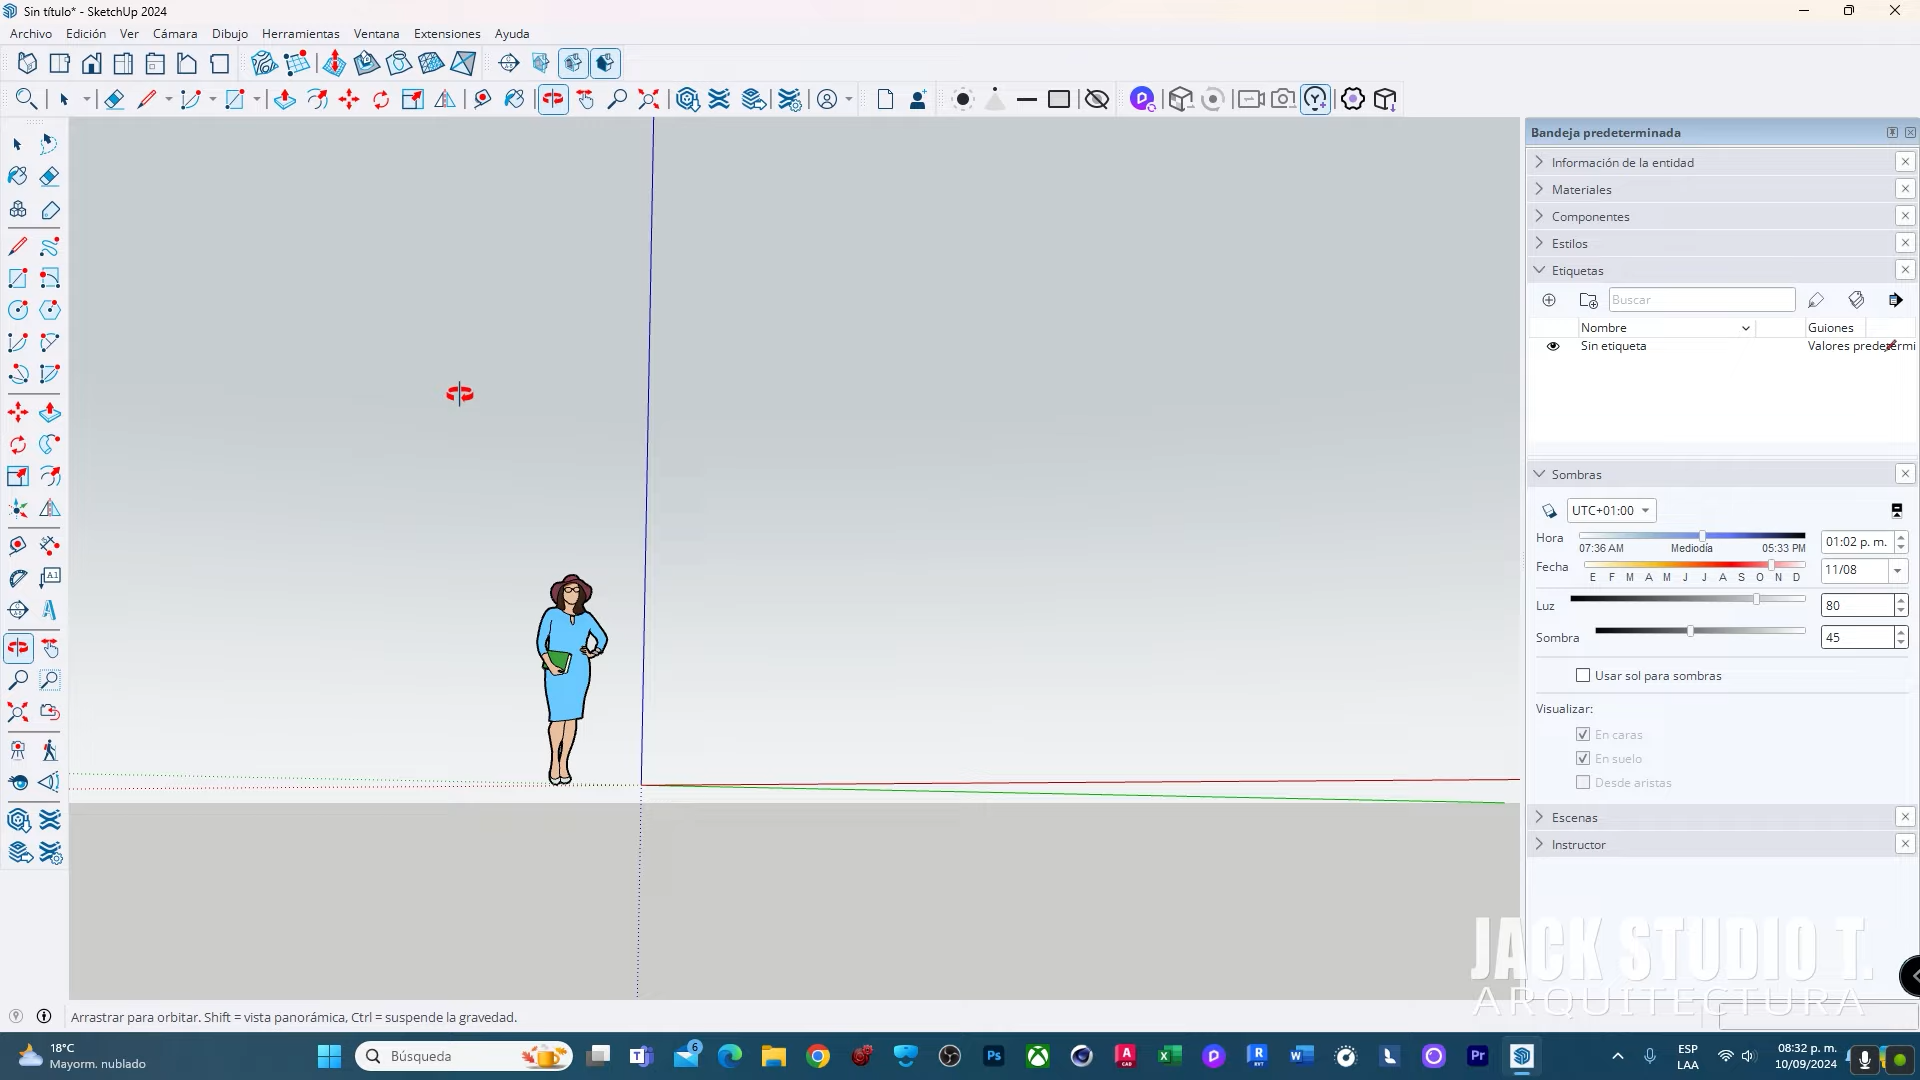 Sin título* - SketchUp 2024
Archivo Edición Ver Cámara Dibujo Herramientas Ventana Extensiones Ayuda
Bandeja predeterminada
Información de la entidad
Materiales
Componentes
Estilos
Etiquetas
Buscar
Nombre Guiones
Sin etiqueta Valores predetermi
Sombras
UTC+01:00
Hora 07:36 AM Mediodía 05:33 PM 01:02 p. m.
Fecha E F M A M J J A S O N D 11/08
Luz 80
Sombra 45
Usar sol para sombras
Visualizar:
En caras
En suelo
Desde aristas
Escenas
Instructor
JACK STUDIO T.
ARQUITECTURA
Arrastrar para orbitar. Shift = vista panorámica, Ctrl = suspende la gravedad.
18°C
Mayorm. nublado
Búsqueda
6
ESP
LAA
08:32 p. m.
10/09/2024